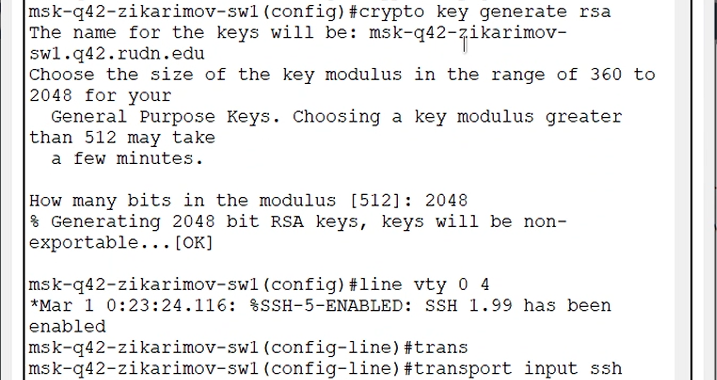 msk-q42-zikarimov-sw1(config)#crypto key generate rsa
The name for the keys will be: msk-q42-zikarimov-
sw1.q42.rudn.edu
Choose the size of the key modulus in the range of 360 to
2048 for your
  General Purpose Keys. Choosing a key modulus greater
than 512 may take
  a few minutes.

How many bits in the modulus [512]: 2048
% Generating 2048 bit RSA keys, keys will be non-
exportable...[OK]

msk-q42-zikarimov-sw1(config)#line vty 0 4
*Mar 1 0:23:24.116: %SSH-5-ENABLED: SSH 1.99 has been
enabled
msk-q42-zikarimov-sw1(config-line)#trans
msk-q42-zikarimov-sw1(config-line)#transport input ssh